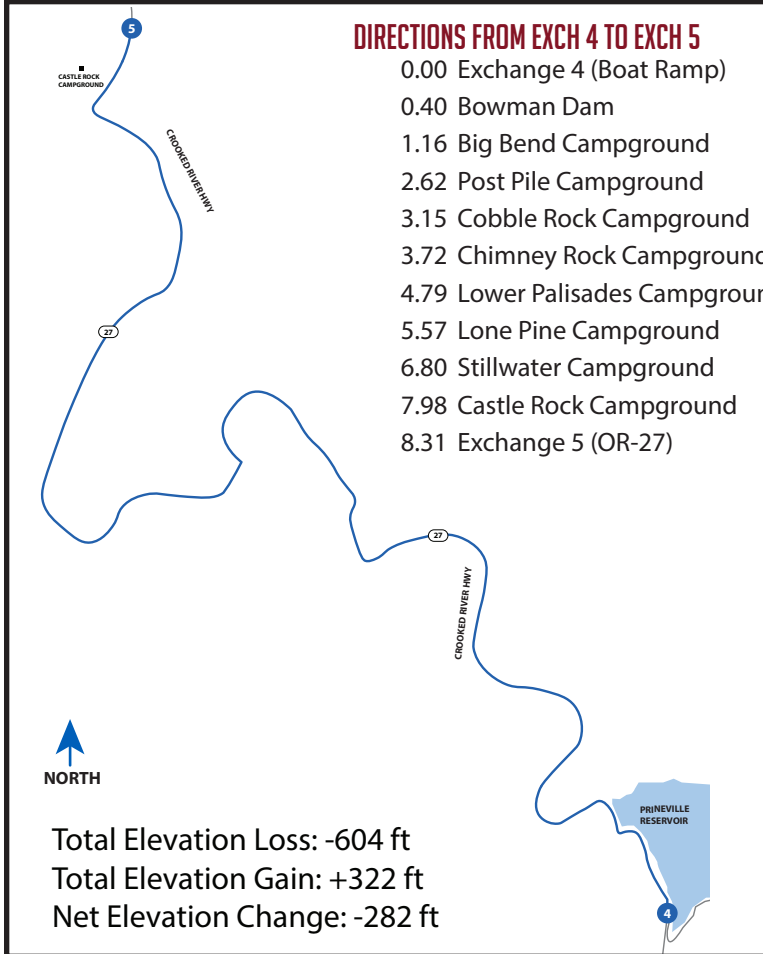 5
DIRECTIONS FROM EXCH 4 TO EXCH 5
0.00 Exchange 4 (Boat Ramp)
0.40 Bowman Dam
1.16 Big Bend Campground
2.62 Post Pile Campground
3.15 Cobble Rock Campground
3.72 Chimney Rock Campground
4.79 Lower Palisades Campgroun
5.57 Lone Pine Campground
6.80 Stillwater Campground
7.98 Castle Rock Campground
8.31 Exchange 5 (OR-27)
CASTLE ROCK
CAMPGROUND
CROOKED RIVER HWY
27
27
CROOKED RIVER HWY
NORTH
PRINEVILLE
RESERVOIR
4
Total Elevation Loss: -604 ft
Total Elevation Gain: +322 ft
Net Elevation Change: -282 ft